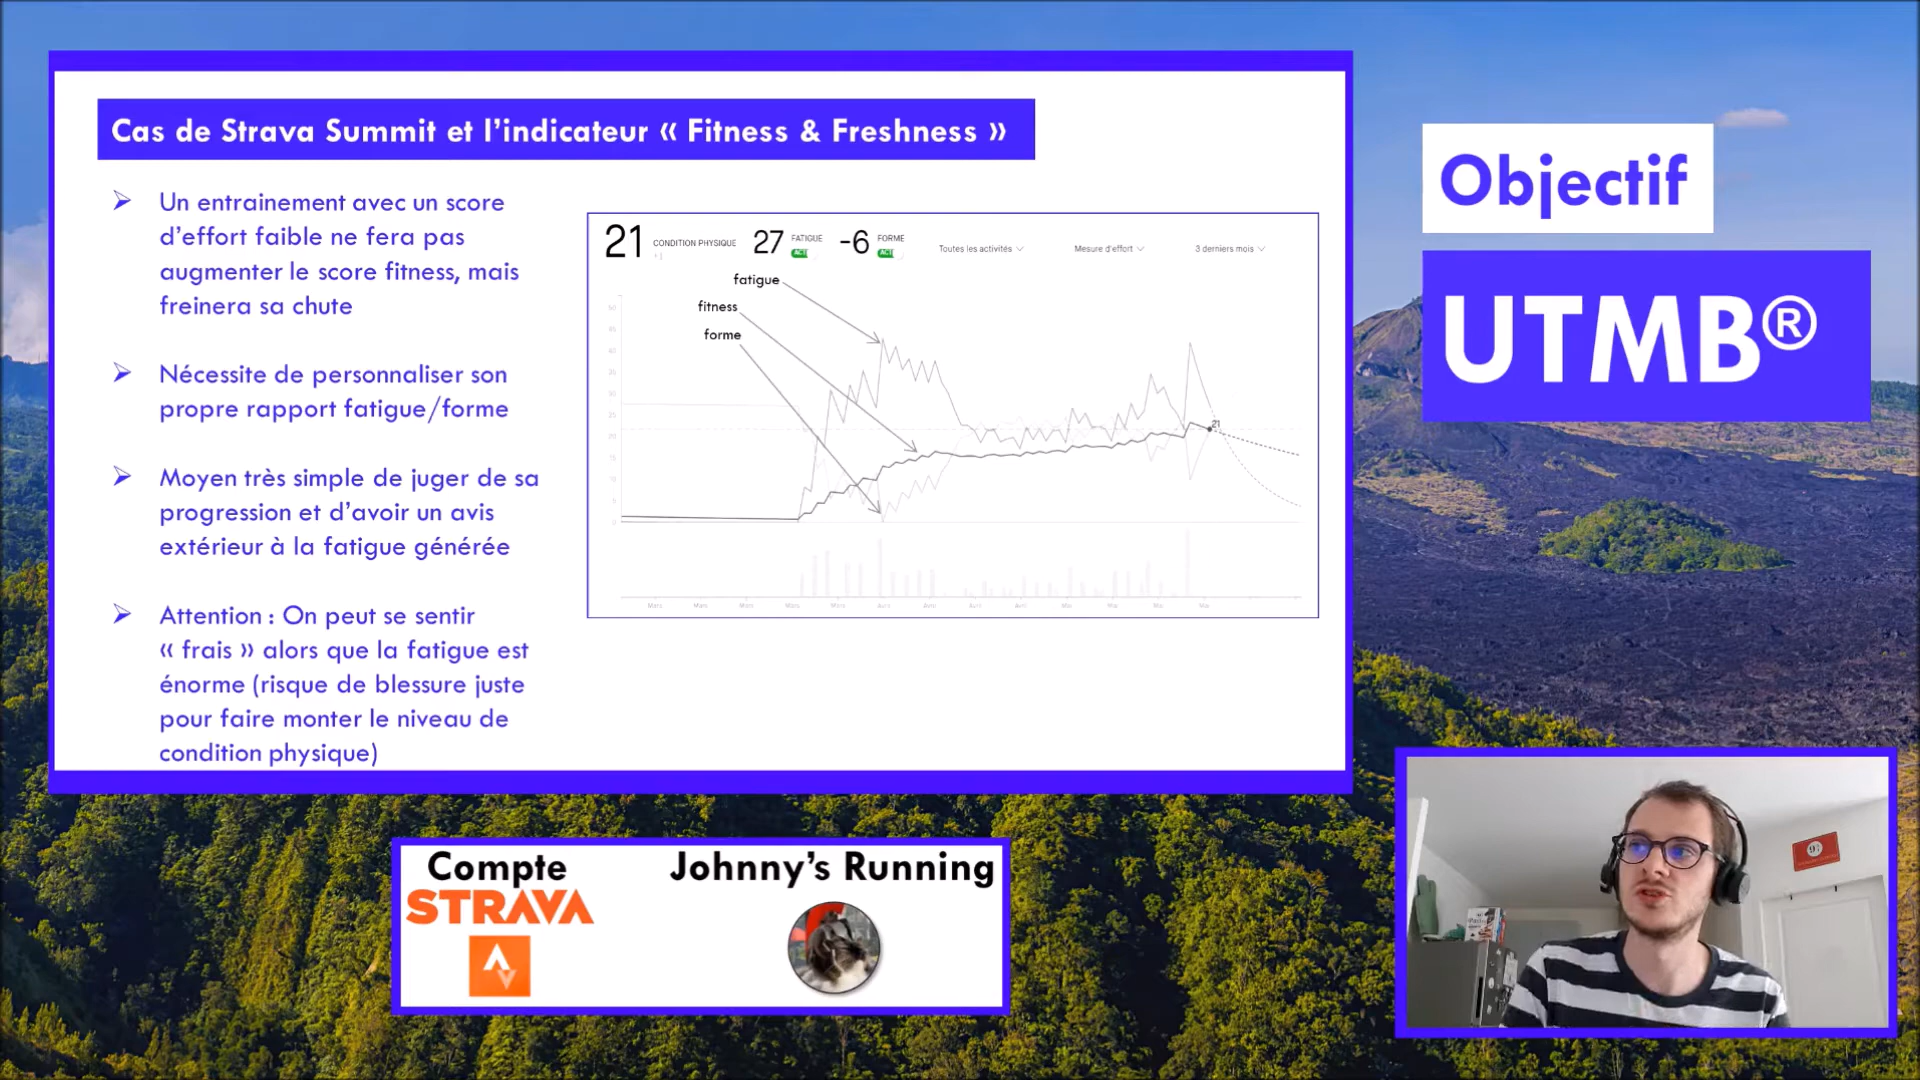 Cas de Strava Summit et l’indicateur « Fitness & Freshness »
Un entrainement avec un score
d’effort faible ne fera pas
augmenter le score fitness, mais
freinera sa chute
Nécessite de personnaliser son
propre rapport fatigue/forme
Moyen très simple de juger de sa
progression et d’avoir un avis
extérieur à la fatigue générée
Attention : On peut se sentir
« frais » alors que la fatigue est
énorme (risque de blessure juste
pour faire monter le niveau de
condition physique)
21 CONDITION PHYSIQUE 27 FATIGUE -6 FORME
Toutes les activités Mesure d'effort 3 derniers mois
fatigue
fitness
forme
21
Objectif
UTMB®
Compte
STRAVA
Johnny’s Running